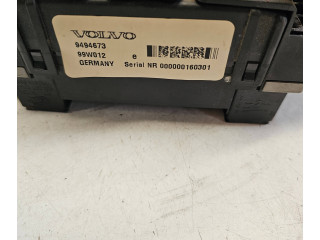 VOLVO
9494673
99W012 e
GERMANY Serial NR 000000160301